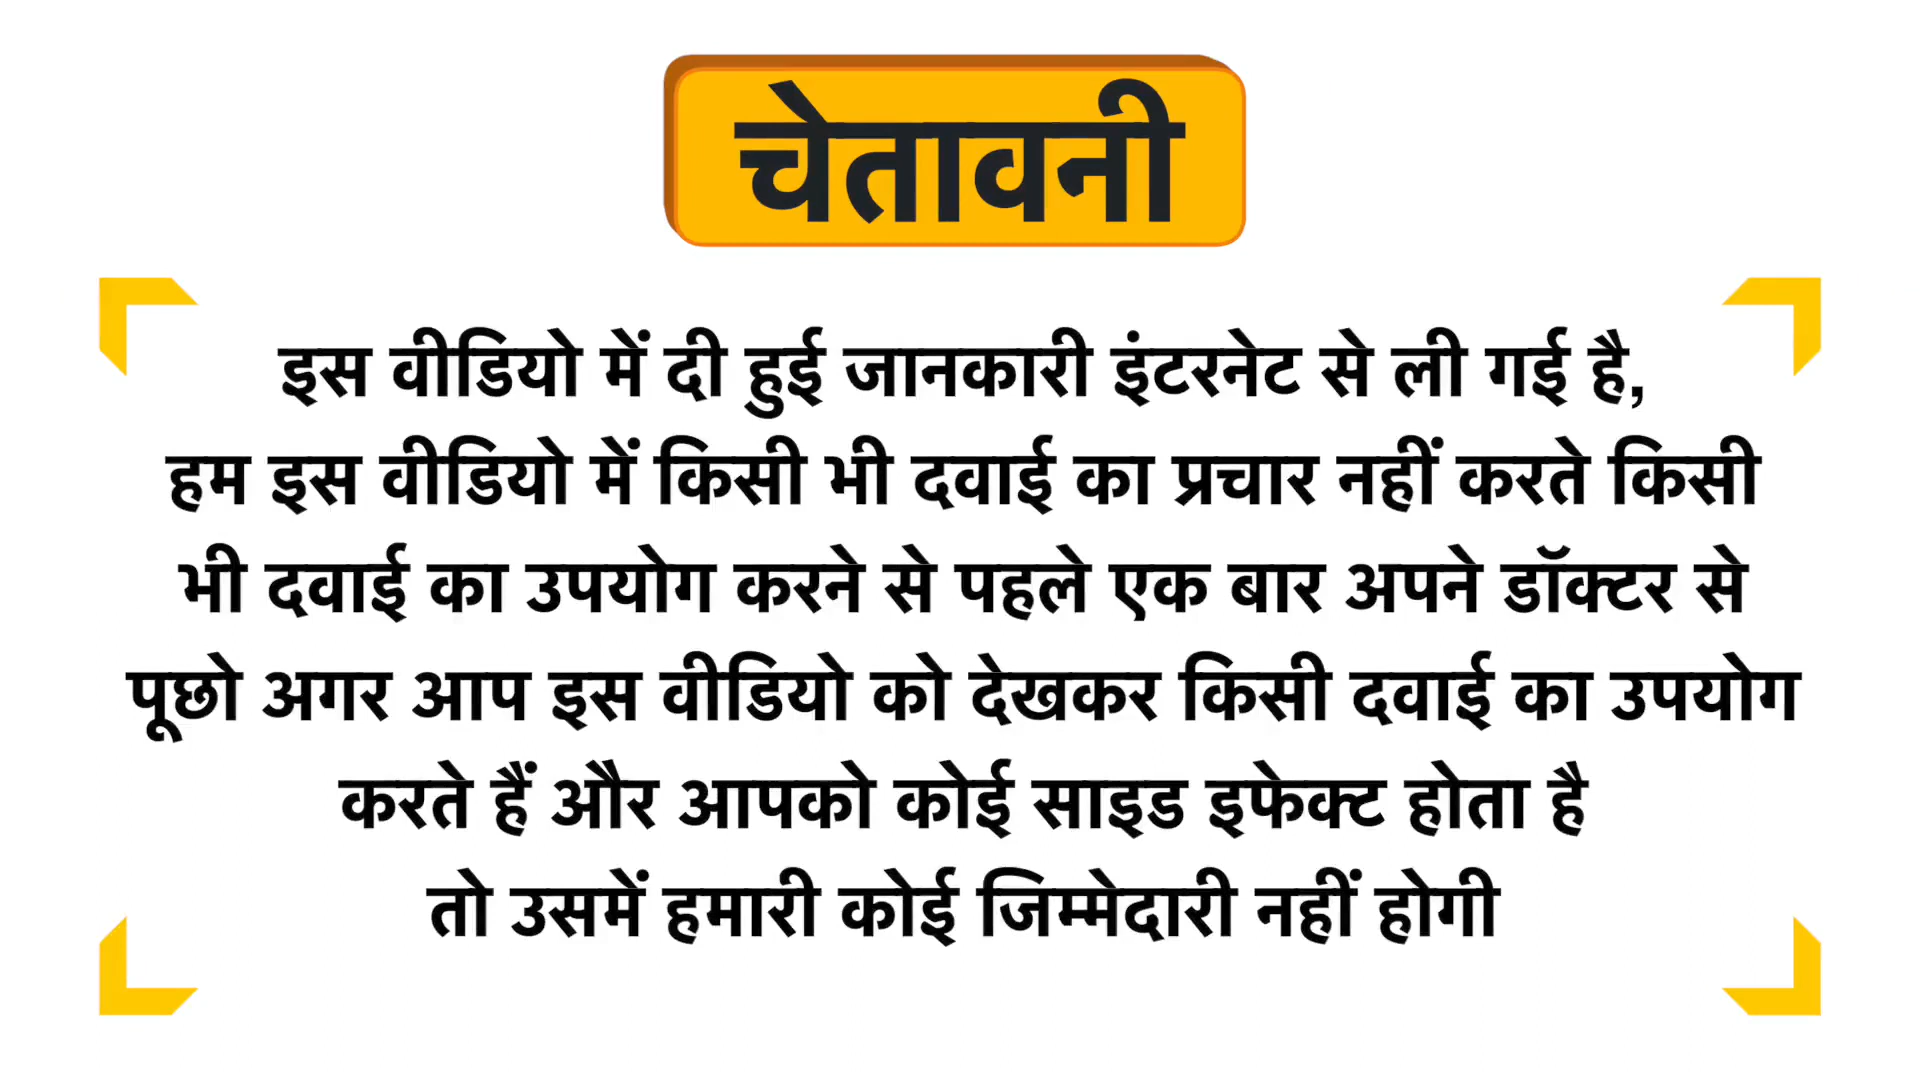 चेतावनी
इस वीडियो में दी हुई जानकारी इंटरनेट से ली गई है,
हम इस वीडियो में किसी भी दवाई का प्रचार नहीं करते किसी
भी दवाई का उपयोग करने से पहले एक बार अपने डॉक्टर से
पूछो अगर आप इस वीडियो को देखकर किसी दवाई का उपयोग
करते हैं और आपको कोई साइड इफेक्ट होता है
तो उसमें हमारी कोई जिम्मेदारी नहीं होगी